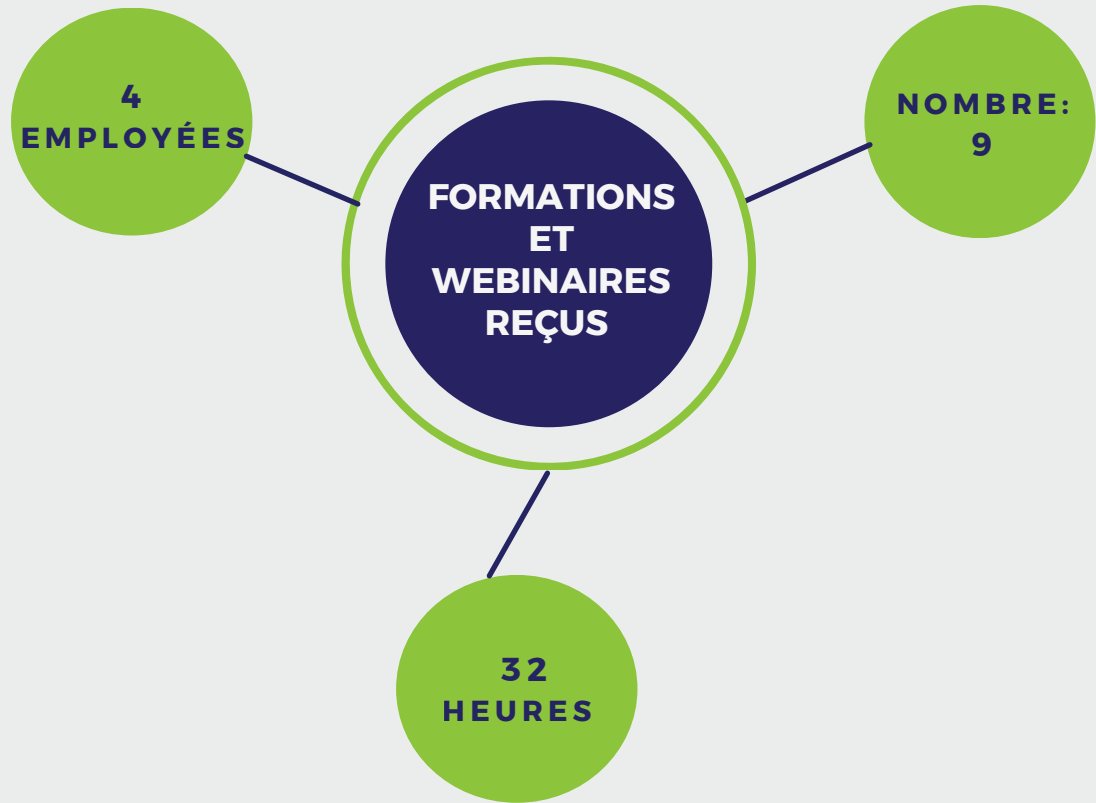 4
EMPLOYÉES
NOMBRE:
9
FORMATIONS
ET
WEBINAIRES
REÇUS
32
HEURES